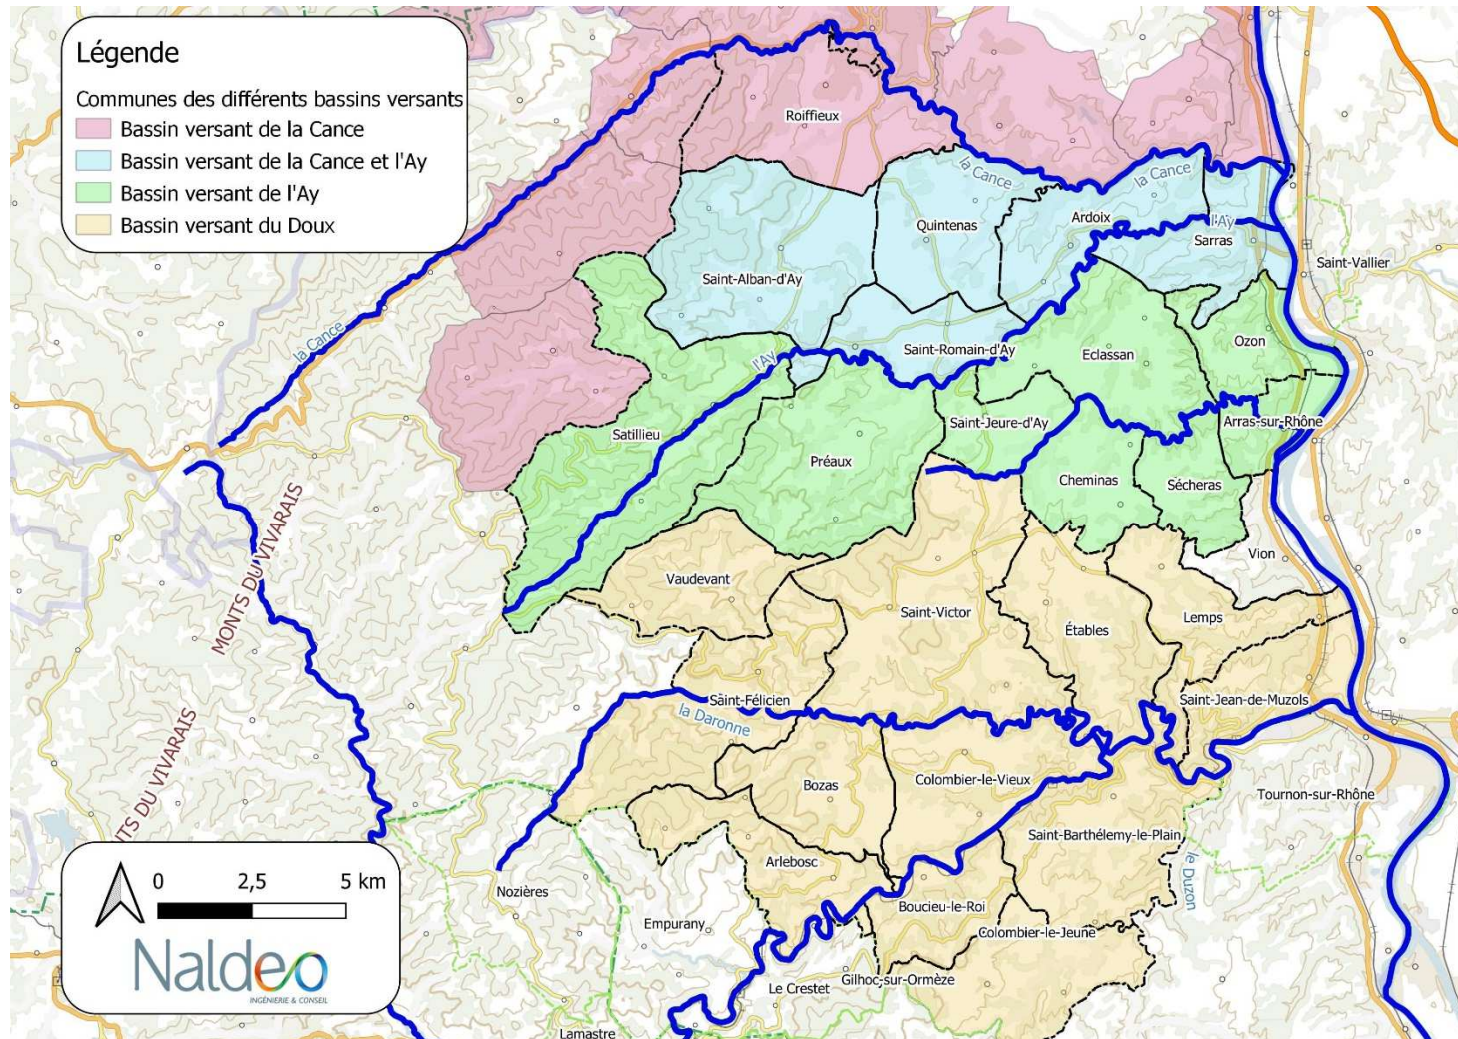 Légende
Communes des différents bassins versants
Bassin versant de la Cance
Bassin versant de la Cance et l'Ay
Bassin versant de l'Ay
Bassin versant du Doux
Roiffieux
la Cance
la Cance
Ardoix
Quintenas
l'Ay
Sarras
Saint-Vallier
Saint-Alban-d'Ay
la Cance
Saint-Romain-d'Ay
Eclassan
Ozon
l'Ay
Satillieu
Saint-Jeure-d'Ay
Arras-sur-Rhône
Préaux
Cheminas
Sécheras
MONTS DU VIVARAIS
Vion
Vaudevant
Saint-Victor
Lemps
Étables
Saint-Félicien
Saint-Jean-de-Muzols
la Daronne
NTS DU VIVARAIS
Bozas
Colombier-le-Vieux
Tournon-sur-Rhône
Saint-Barthélemy-le-Plain
Arlebosc
le Duzon
Nozières
Boucieu-le-Roi
Empurany
Colombier-le-Jeune
Gilhoc-sur-Ormèze
Le Crestet
Lamastre
0 2,5 5 km
Naldeo
INGÉNIERIE & CONSEIL